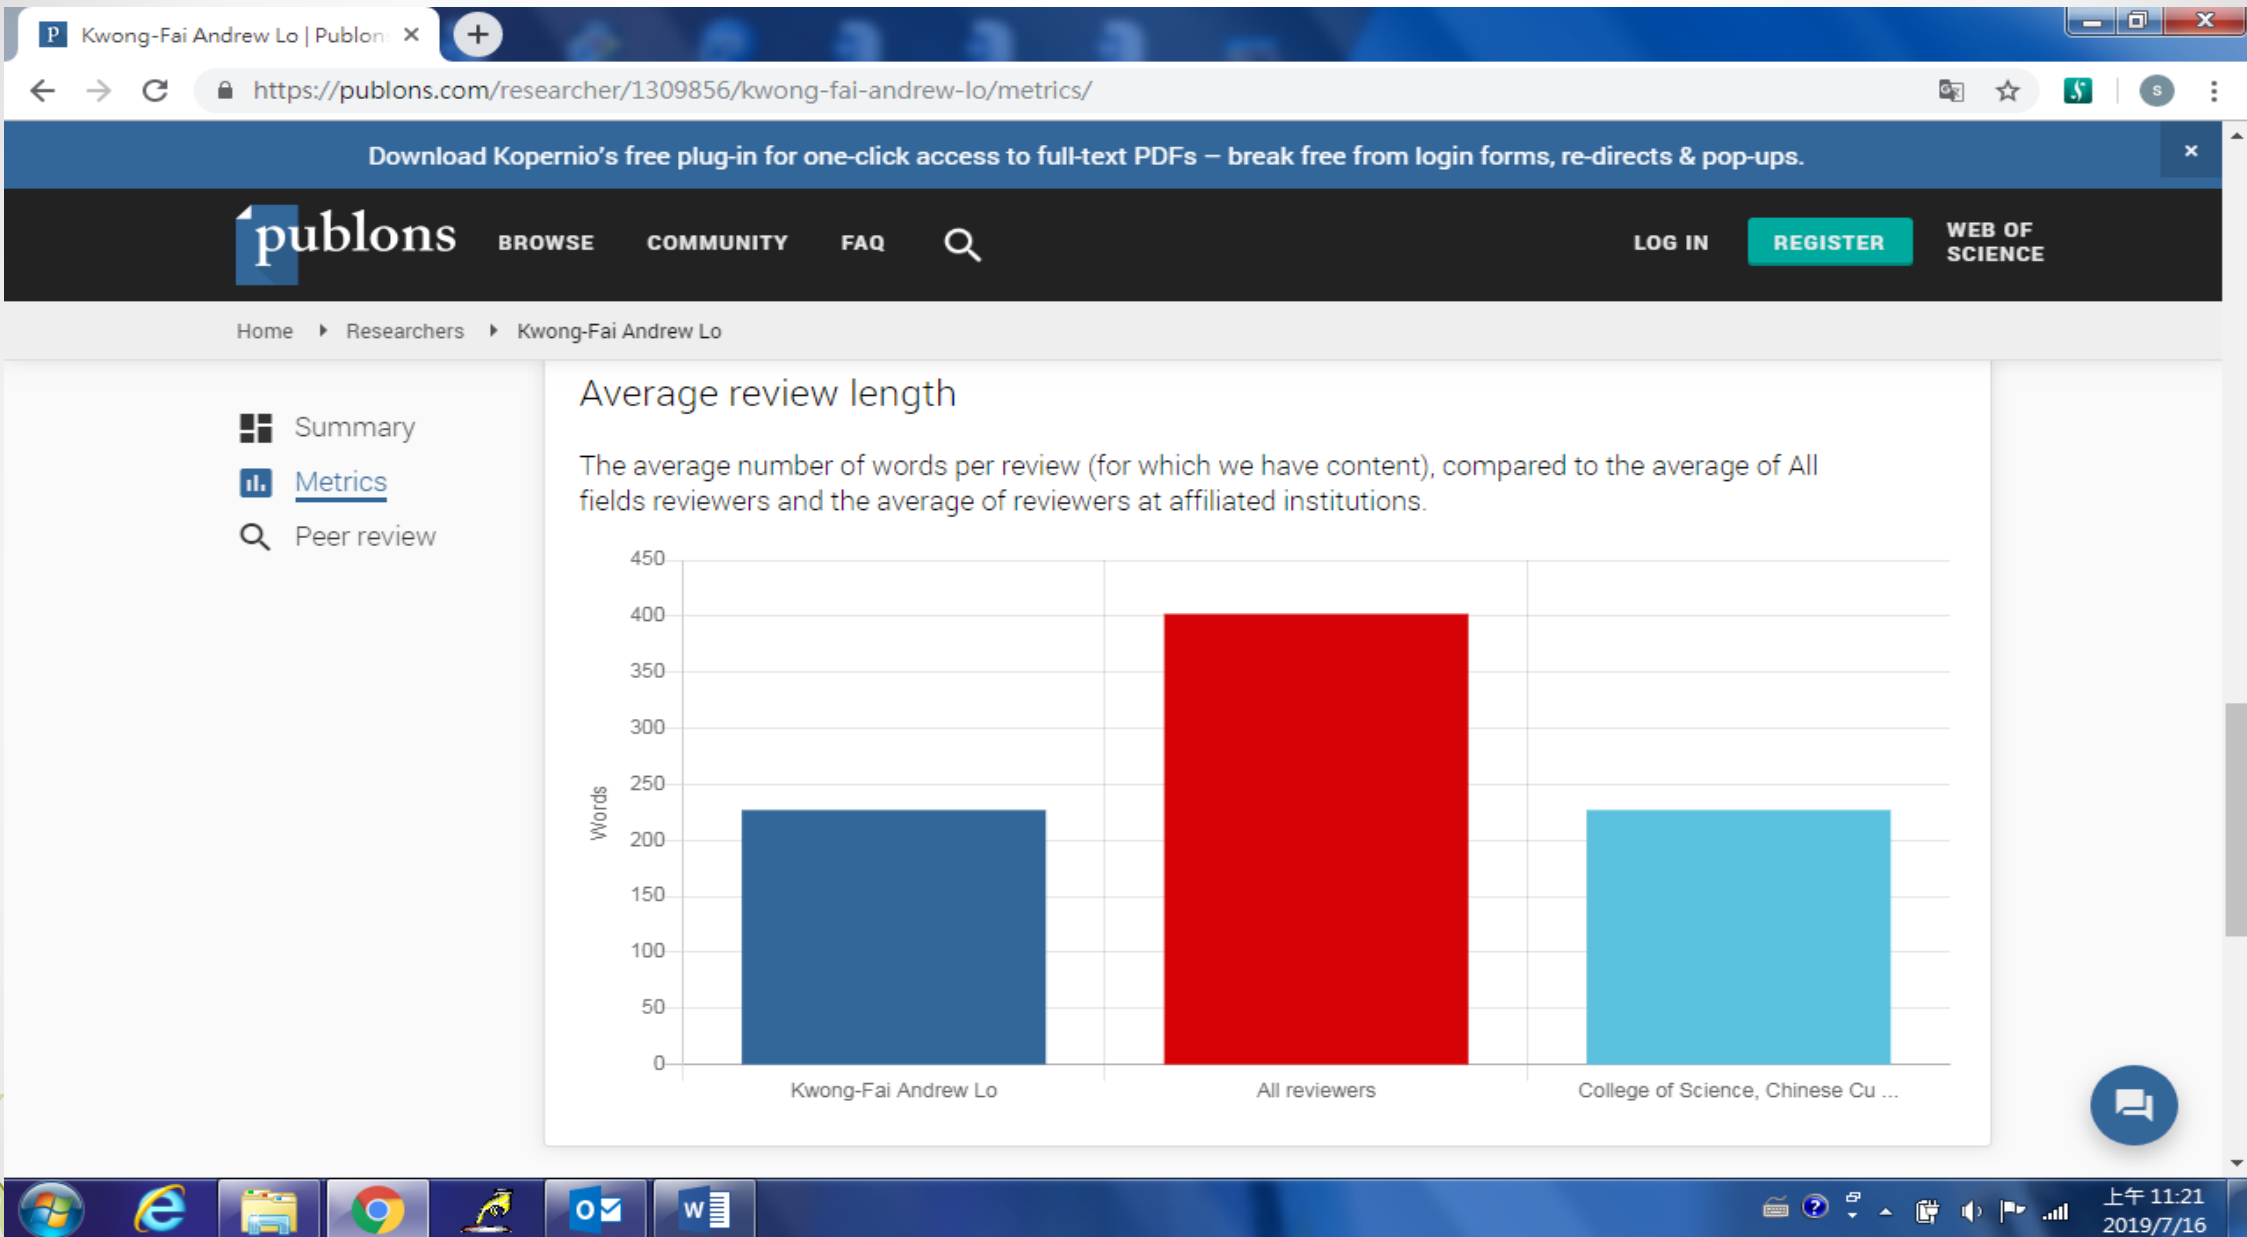 Kwong-Fai Andrew Lo | Publon
https://publons.com/researcher/1309856/kwong-fai-andrew-lo/metrics/
S
Download Kopernio's free plug-in for one-click access to full-text PDFs – break free from login forms, re-directs & pop-ups.
publons BROWSE COMMUNITY FAQ LOG IN REGISTER WEB OF
SCIENCE
Home Researchers Kwong-Fai Andrew Lo
Summary
Metrics
Peer review
Average review length
The average number of words per review (for which we have content), compared to the average of All
fields reviewers and the average of reviewers at affiliated institutions.
450
400
350
300
250
200
150
100
50
0
Words
Kwong-Fai Andrew Lo All reviewers College of Science, Chinese Cu ...
上午 11:21
2019/7/16